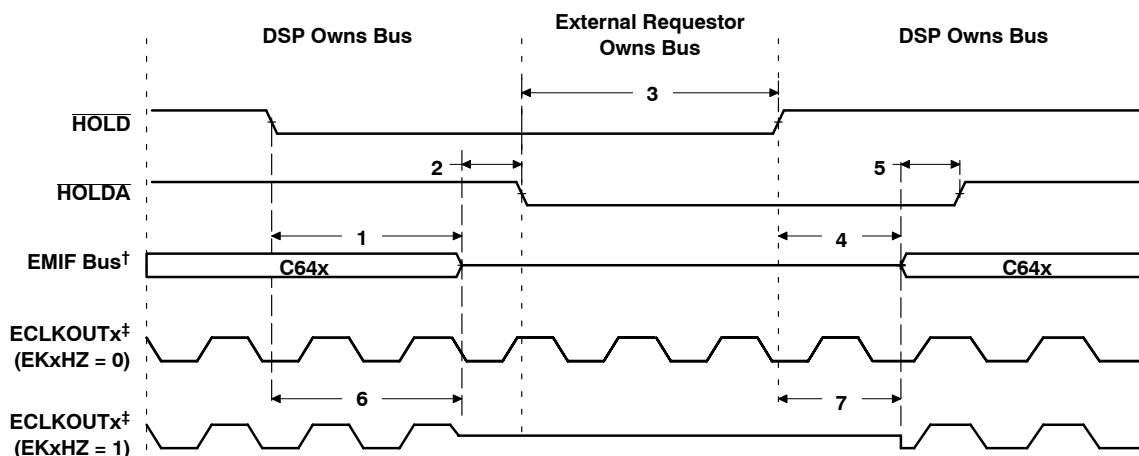 DSP Owns Bus
External Requestor
Owns Bus
DSP Owns Bus
3
HOLD
2
5
HOLDA
1
4
EMIF Bus†
C64x
C64x
ECLKOUTx‡
(EKxHZ = 0)
6
7
ECLKOUTx‡
(EKxHZ = 1)